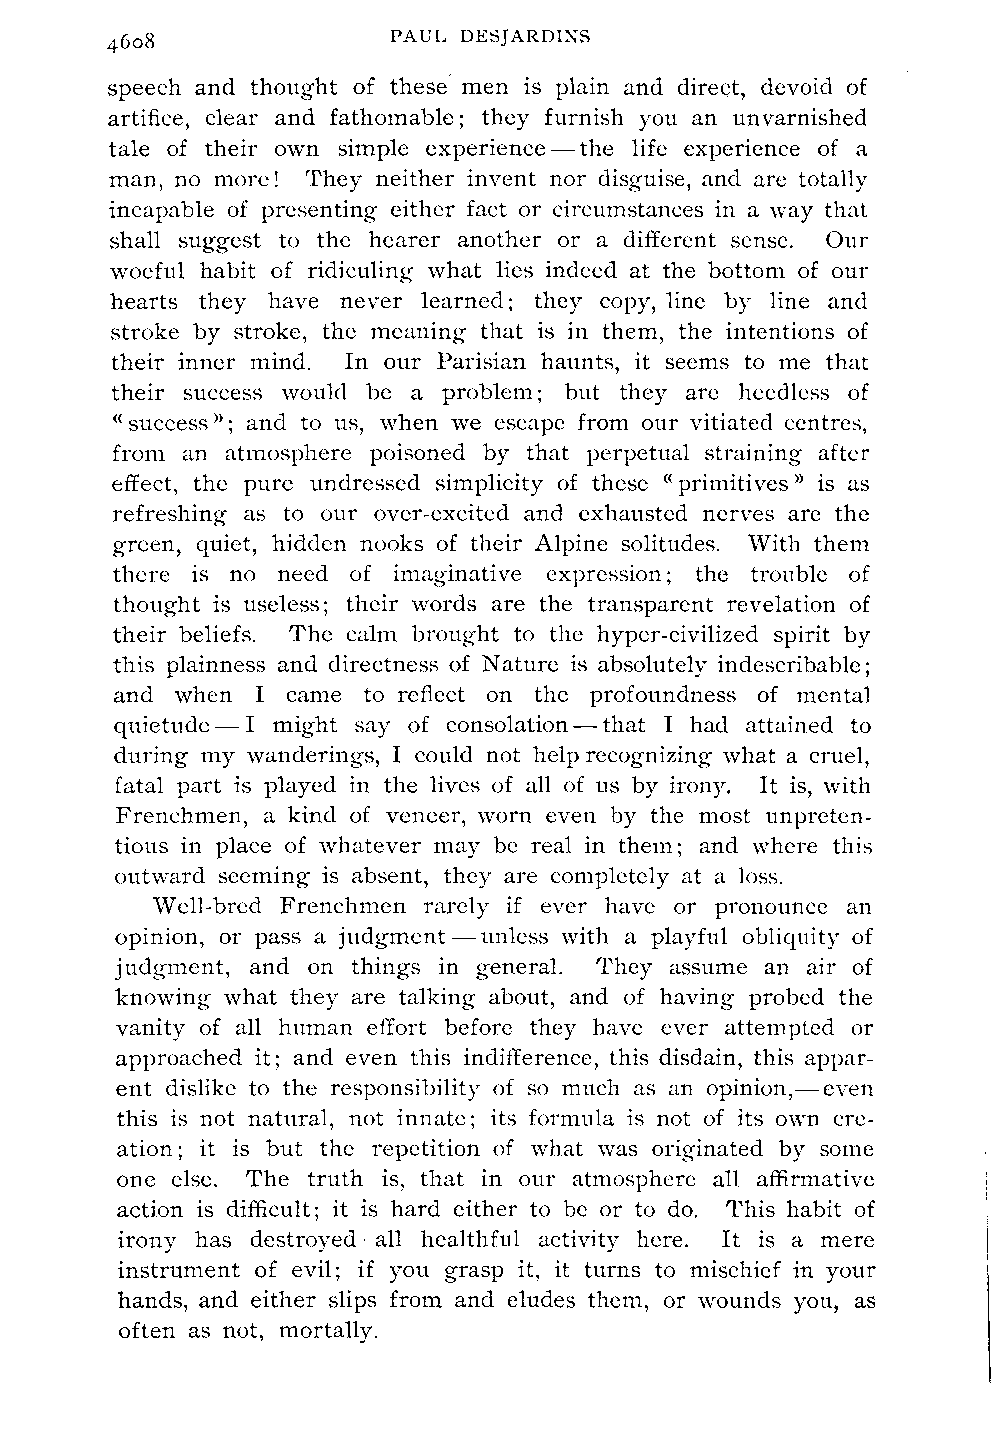 4608
PAUL DESJARDINS
speech and thought of these men is plain and direct, devoid of
artifice, clear and fathomable; they furnish you an unvarnished
tale of their own simple experience — the life experience of a
man, no more! They neither invent nor disguise, and are totally
incapable of presenting either fact or circumstances in a way that
shall suggest to the hearer another or a different sense. Our
woeful habit of ridiculing what lies indeed at the bottom of our
hearts they have never learned; they copy, line by line and
stroke by stroke, the meaning that is in them, the intentions of
their inner mind. In our Parisian haunts, it seems to me that
their success would be a problem; but they are heedless of
«success»; and to us, when we escape from our vitiated centres,
from an atmosphere poisoned by that perpetual straining after
effect, the pure undressed simplicity of these «primitives» is as
refreshing as to our over-excited and exhausted nerves are the
green, quiet, hidden nooks of their Alpine solitudes. With them
there is no need of imaginative expression; the trouble of
thought is useless; their words are the transparent revelation of
their beliefs. The calm brought to the hyper-civilized spirit by
this plainness and directness of Nature is absolutely indescribable;
and when I came to reflect on the profoundness of mental
quietude — I might say of consolation — that I had attained to
during my wanderings, I could not help recognizing what a cruel,
fatal part is played in the lives of all of us by irony. It is, with
Frenchmen, a kind of veneer, worn even by the most unpreten-
tious in place of whatever may be real in them; and where this
outward seeming is absent, they are completely at a loss.
Well-bred Frenchmen rarely if ever have or pronounce an
opinion, or pass a judgment — unless with a playful obliquity of
judgment, and on things in general. They assume an air of
knowing what they are talking about, and of having probed the
vanity of all human effort before they have ever attempted or
approached it; and even this indifference, this disdain, this appar-
ent dislike to the responsibility of so much as an opinion,—even
this is not natural, not innate; its formula is not of its own cre-
ation; it is but the repetition of what was originated by some
one else. The truth is, that in our atmosphere all affirmative
action is difficult; it is hard either to be or to do. This habit of
irony has destroyed all healthful activity here. It is a mere
instrument of evil; if you grasp it, it turns to mischief in your
hands, and either slips from and eludes them, or wounds you, as
often as not, mortally.